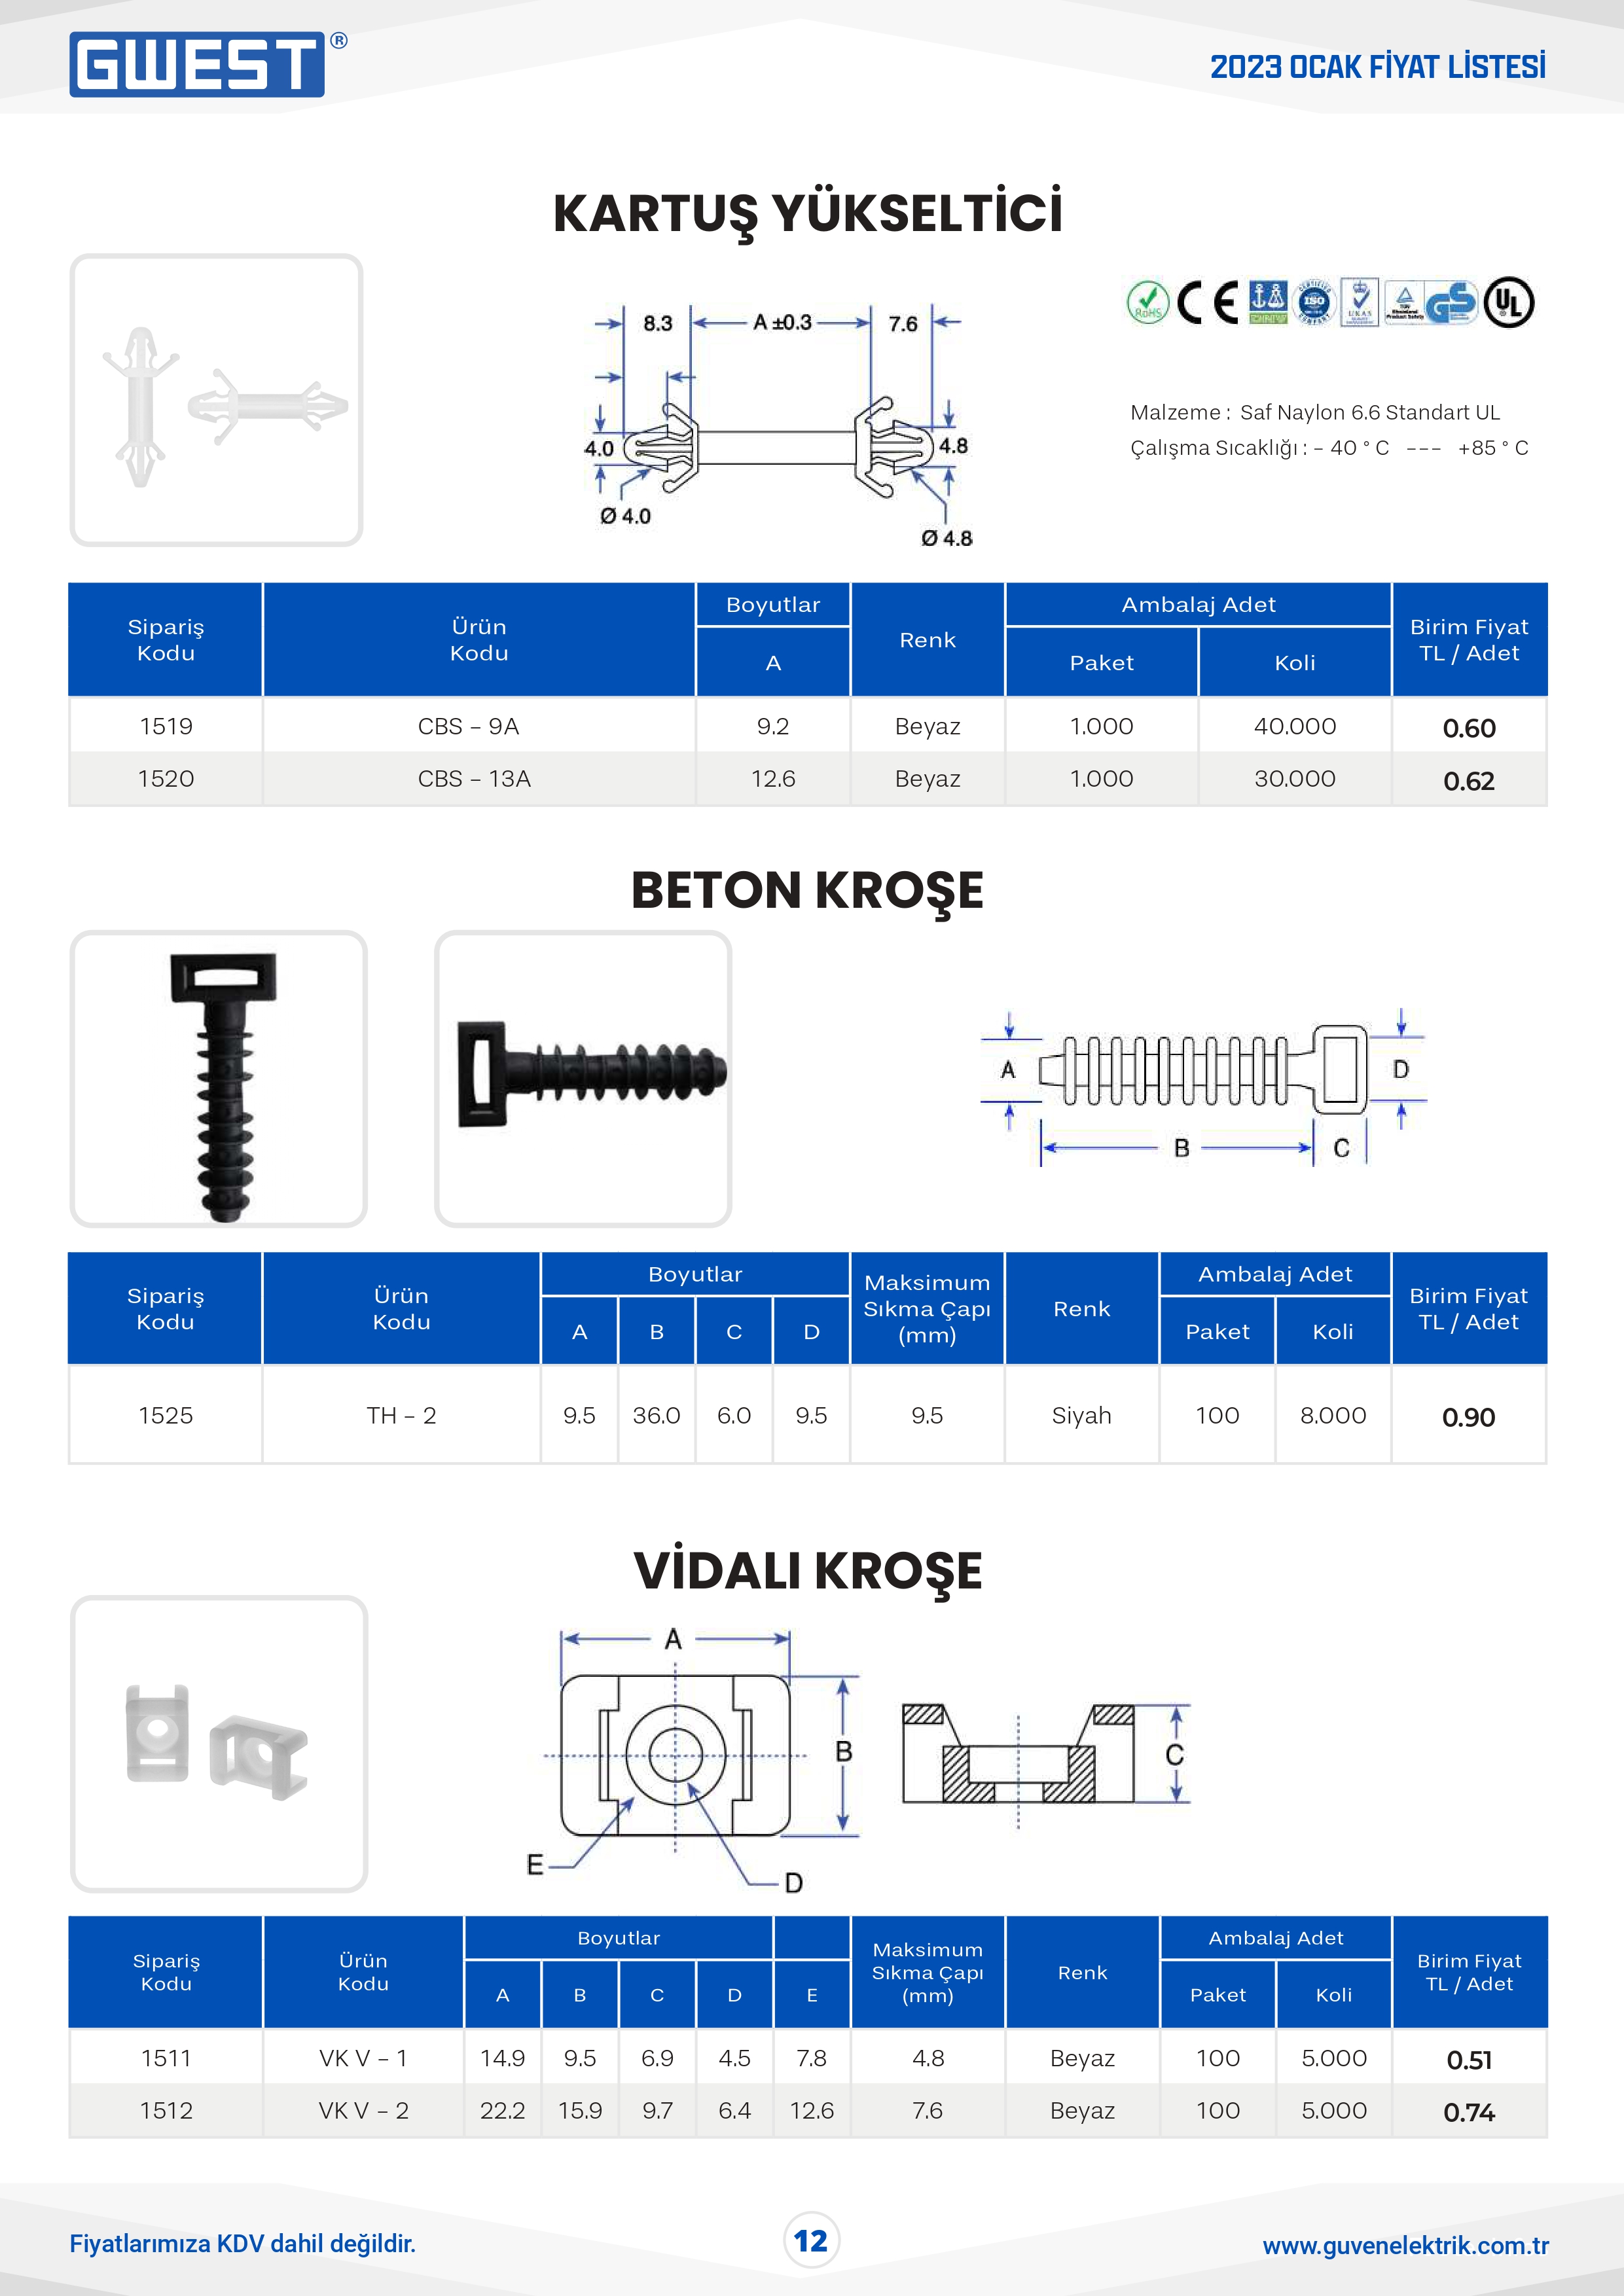 GWEST®
2023 OCAK FİYAT LİSTESİ
KARTUŞ YÜKSELTİCİ
8.3 A ±0.3 7.6
4.0 4.8
Ø 4.0
Ø 4.8
RoHS CE ISO UKAS GS UL
Malzeme : Saf Naylon 6.6 Standart UL
Çalışma Sıcaklığı : - 40 ° C --- +85 ° C
Sipariş Kodu Ürün Kodu Boyutlar Renk Ambalaj Adet Birim Fiyat TL / Adet
A Paket Koli
1519 CBS - 9A 9.2 Beyaz 1.000 40.000 0.60
1520 CBS - 13A 12.6 Beyaz 1.000 30.000 0.62
BETON KROŞE
A D
B C
Sipariş Kodu Ürün Kodu Boyutlar Maksimum Sıkma Çapı (mm) Renk Ambalaj Adet Birim Fiyat TL / Adet
A B C D Paket Koli
1525 TH - 2 9.5 36.0 6.0 9.5 9.5 Siyah 100 8.000 0.90
VİDALI KROŞE
A
B C
E
D
Sipariş Kodu Ürün Kodu Boyutlar Maksimum Sıkma Çapı (mm) Renk Ambalaj Adet Birim Fiyat TL / Adet
A B C D E Paket Koli
1511 VK V - 1 14.9 9.5 6.9 4.5 7.8 4.8 Beyaz 100 5.000 0.51
1512 VK V - 2 22.2 15.9 9.7 6.4 12.6 7.6 Beyaz 100 5.000 0.74
Fiyatlarımıza KDV dahil değildir.
12
www.guvenelektrik.com.tr